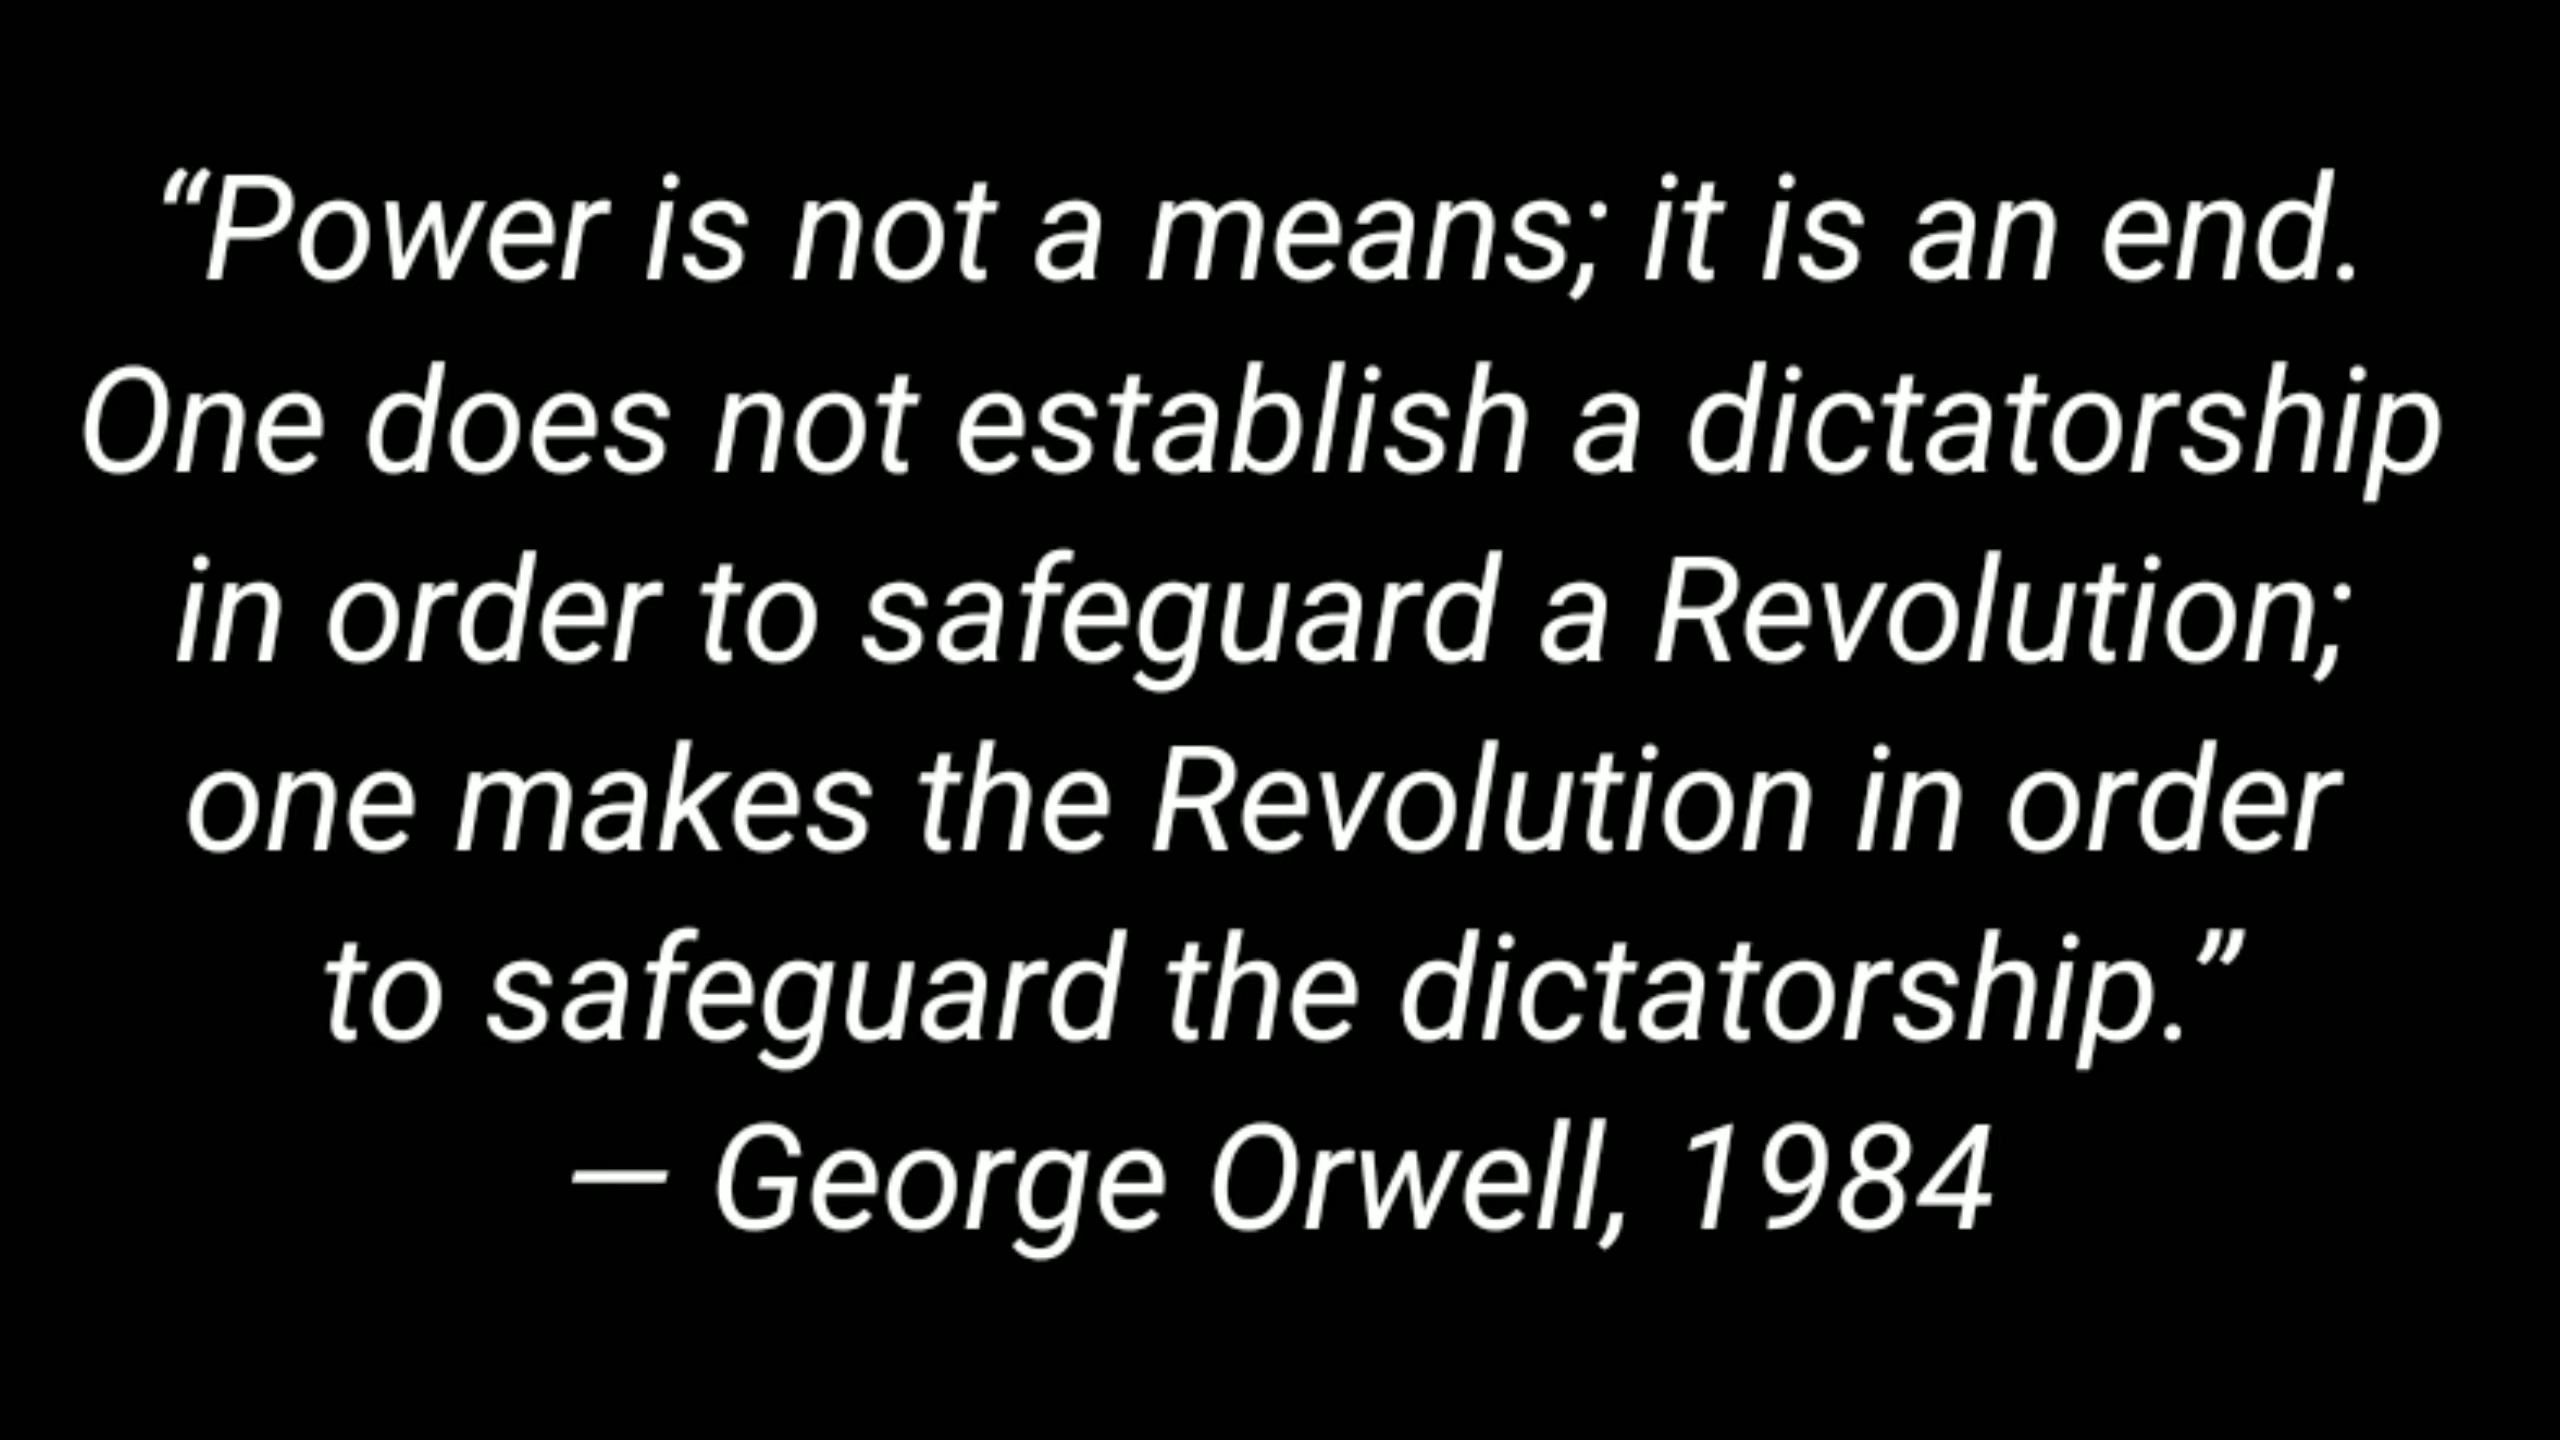 “Power is not a means; it is an end.
One does not establish a dictatorship
in order to safeguard a Revolution;
one makes the Revolution in order
to safeguard the dictatorship.”
— George Orwell, 1984